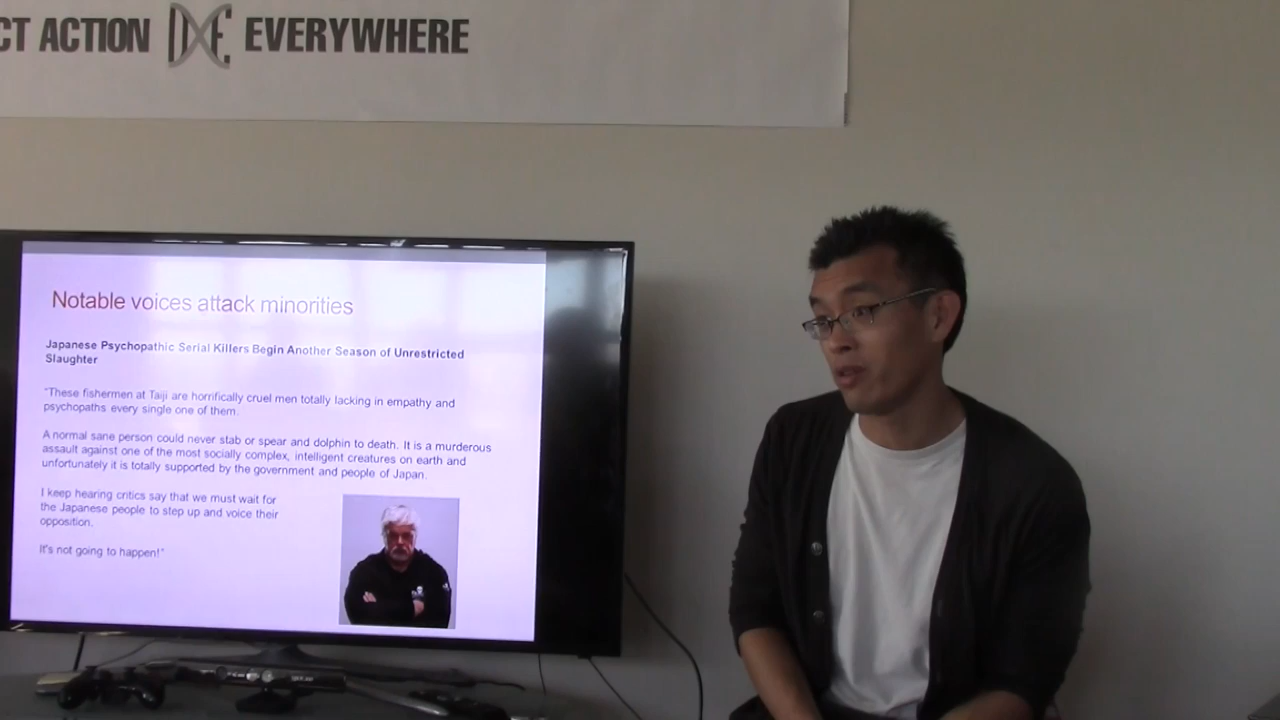 CT ACTION DXE EVERYWHERE
Notable voices attack minorities
Japanese Psychopathic Serial Killers Begin Another Season of Unrestricted
Slaughter
"These fishermen at Taiji are horrifically cruel men totally lacking in empathy and
psychopaths every single one of them.
A normal sane person could never stab or spear and dolphin to death. It is a murderous
assault against one of the most socially complex, intelligent creatures on earth and
unfortunately it is totally supported by the government and people of Japan.
I keep hearing critics say that we must wait for
the Japanese people to step up and voice their
opposition.
It's not going to happen!"